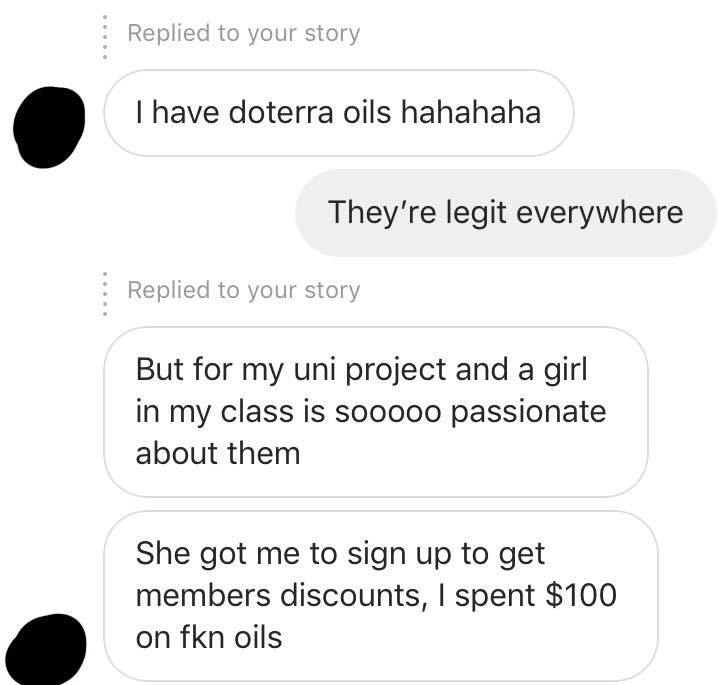 Replied to your story
I have doterra oils hahahaha
They’re legit everywhere
Replied to your story
But for my uni project and a girl
in my class is sooooo passionate
about them
She got me to sign up to get
members discounts, I spent $100
on fkn oils